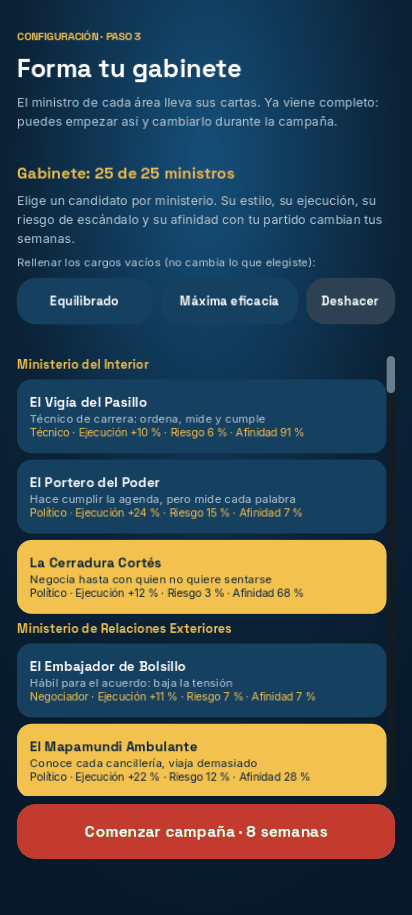 CONFIGURACIÓN · PASO 3
Forma tu gabinete
El ministro de cada área lleva sus cartas. Ya viene completo:
puedes empezar así y cambiarlo durante la campaña.
Gabinete: 25 de 25 ministros
Elige un candidato por ministerio. Su estilo, su ejecución, su
riesgo de escándalo y su afinidad con tu partido cambian tus
semanas.
Rellenar los cargos vacíos (no cambia lo que elegiste):
Equilibrado
Máxima eficacia
Deshacer
Ministerio del Interior
El Vigía del Pasillo
Técnico de carrera: ordena, mide y cumple
Técnico · Ejecución +10 % · Riesgo 6 % · Afinidad 91 %
El Portero del Poder
Hace cumplir la agenda, pero mide cada palabra
Político · Ejecución +24 % · Riesgo 15 % · Afinidad 7 %
La Cerradura Cortés
Negocia hasta con quien no quiere sentarse
Político · Ejecución +12 % · Riesgo 3 % · Afinidad 68 %
Ministerio de Relaciones Exteriores
El Embajador de Bolsillo
Hábil para el acuerdo: baja la tensión
Negociador · Ejecución +11 % · Riesgo 7 % · Afinidad 7 %
El Mapamundi Ambulante
Conoce cada cancillería, viaja demasiado
Político · Ejecución +22 % · Riesgo 12 % · Afinidad 28 %
Comenzar campaña · 8 semanas